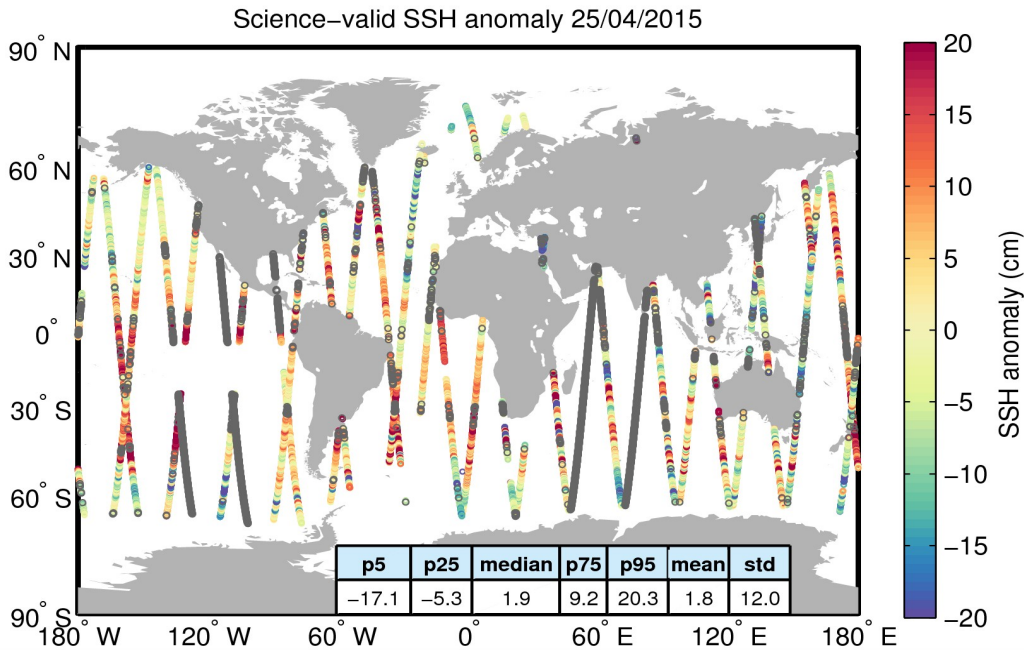 Science−valid SSH anomaly 25/04/2015
90° N
60° N
30° N
0°
30° S
60° S
90° S
180° W
120° W
60° W
0°
60° E
120° E
180° E
p5 p25 median p75 p95 mean std
−17.1 −5.3 1.9 9.2 20.3 1.8 12.0
20
15
10
5
0
−5
−10
−15
−20
SSH anomaly (cm)